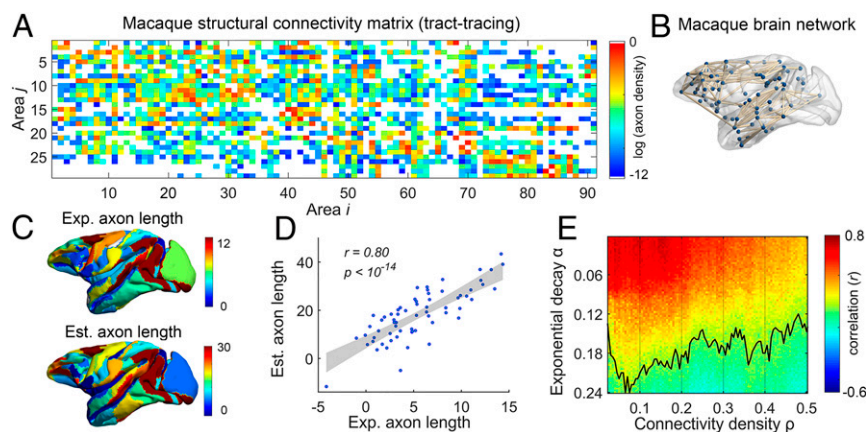 A
Macaque structural connectivity matrix (tract-tracing)
Area j
5
10
15
20
25
10 20 30 40 50 60 70 80 90
Area i
0
log (axon density)
-12
B
Macaque brain network
C
Exp. axon length
12
0
Est. axon length
30
0
D
r = 0.80
p < 10-14
Est. axon length
40
20
0
-5 0 5 10 15
Exp. axon length
E
Exponential decay α
0.06
0.12
0.18
0.24
0.1 0.2 0.3 0.4 0.5
Connectivity density ρ
0.8
correlation (r)
-0.6